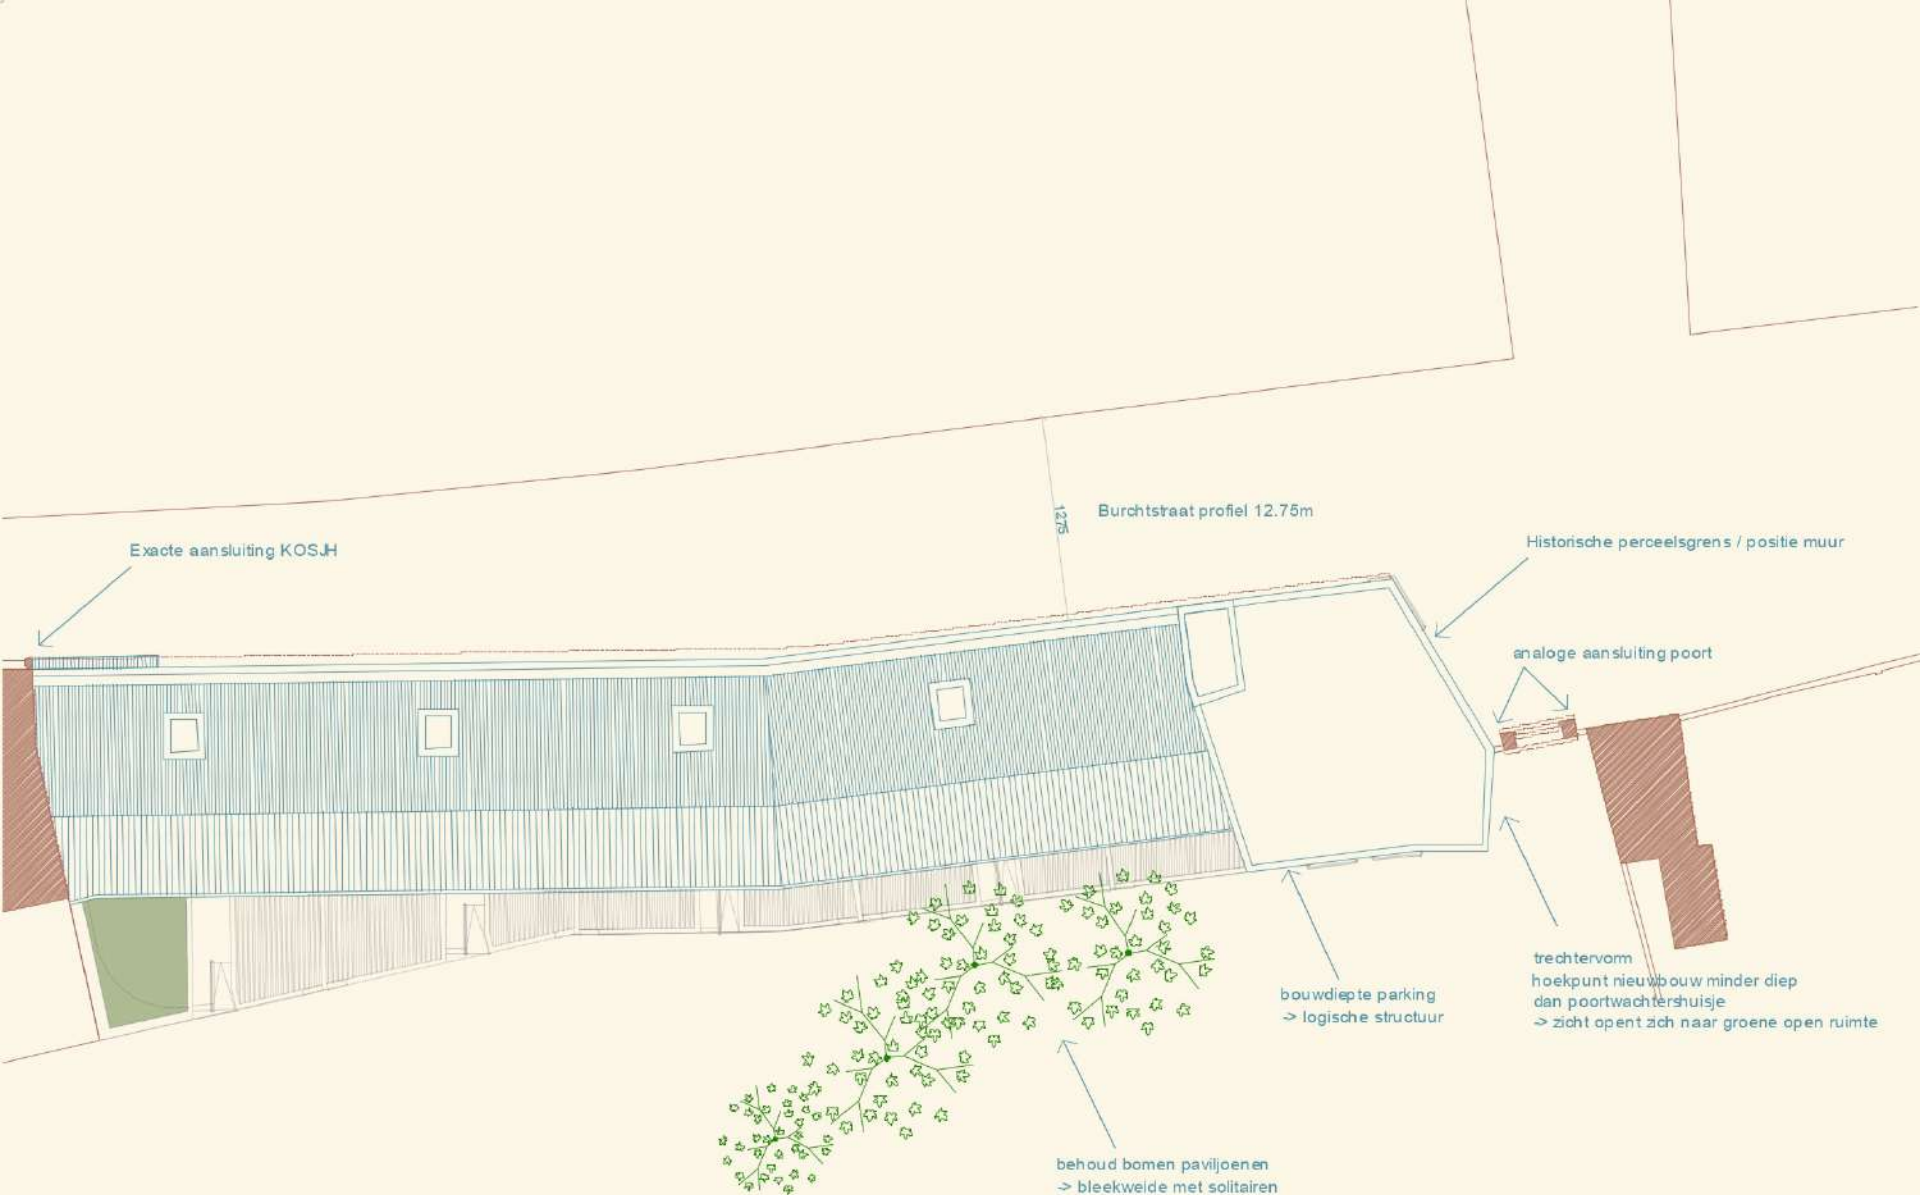 Burchtstraat profiel 12.75m
1275
Historische perceelsgrens / positie muur
Exacte aansluiting KOSJH
analoge aansluiting poort
trechtervorm
hoekpunt nieuwbouw minder diep
dan poortwachtershuisje
-> zicht opent zich naar groene open ruimte
bouwdiepte parking
-> logische structuur
behoud bomen paviljoenen
-> bleekweide met solitairen